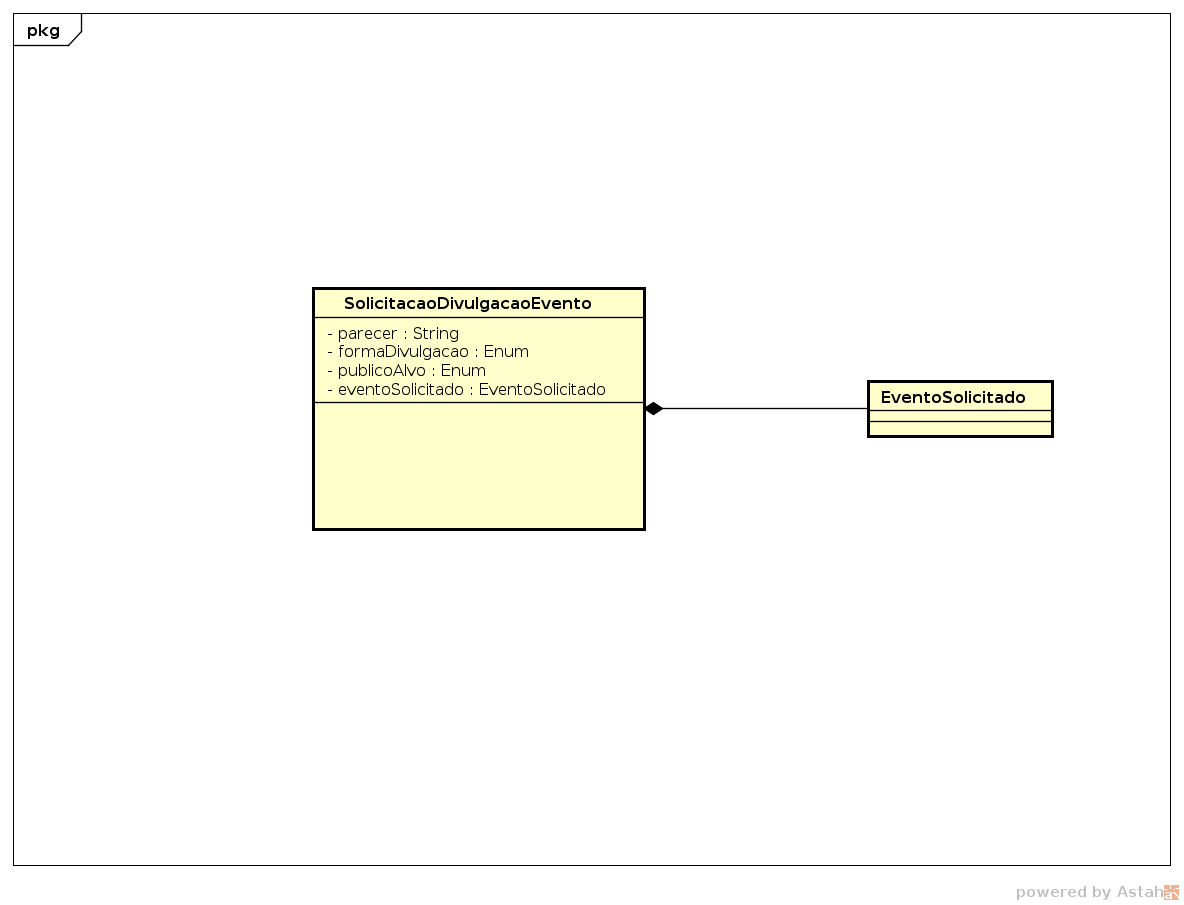 pkg
SolicitacaoDivulgacaoEvento
- parecer : String
- formaDivulgacao : Enum
- publicoAlvo : Enum
- eventoSolicitado : EventoSolicitado
EventoSolicitado
powered by Astah